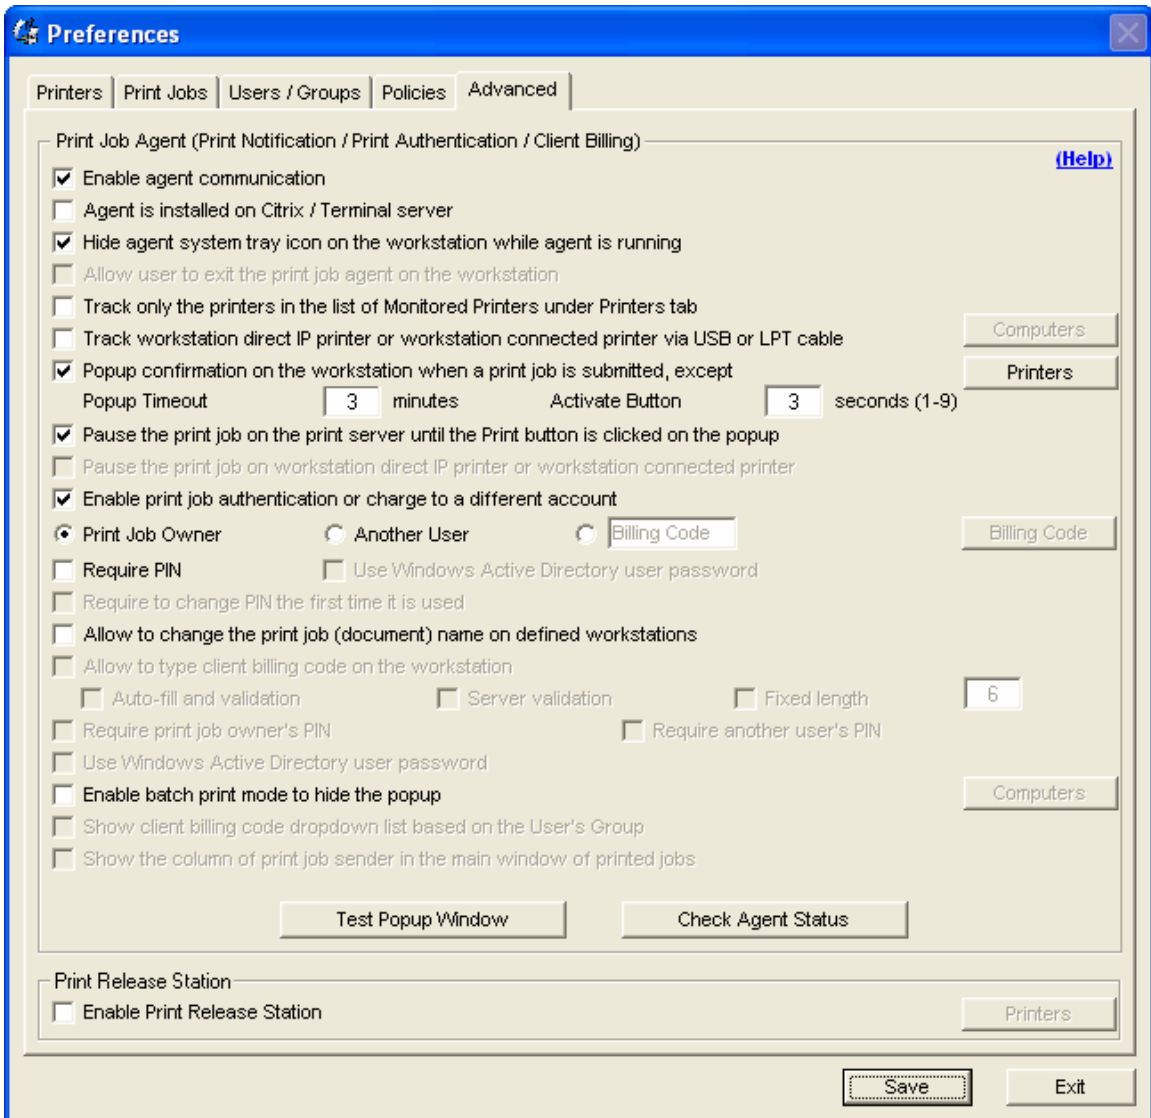 Preferences
Printers Print Jobs Users / Groups Policies Advanced
Print Job Agent (Print Notification / Print Authentication / Client Billing)
(Help)
Enable agent communication
Agent is installed on Citrix / Terminal server
Hide agent system tray icon on the workstation while agent is running
Allow user to exit the print job agent on the workstation
Track only the printers in the list of Monitored Printers under Printers tab
Track workstation direct IP printer or workstation connected printer via USB or LPT cable Computers
Popup confirmation on the workstation when a print job is submitted, except Printers
Popup Timeout 3 minutes Activate Button 3 seconds (1-9)
Pause the print job on the print server until the Print button is clicked on the popup
Pause the print job on workstation direct IP printer or workstation connected printer
Enable print job authentication or charge to a different account
Print Job Owner Another User Billing Code Billing Code
Require PIN Use Windows Active Directory user password
Require to change PIN the first time it is used
Allow to change the print job (document) name on defined workstations
Allow to type client billing code on the workstation
Auto-fill and validation Server validation Fixed length 6
Require print job owner's PIN Require another user's PIN
Use Windows Active Directory user password
Enable batch print mode to hide the popup Computers
Show client billing code dropdown list based on the User's Group
Show the column of print job sender in the main window of printed jobs
Test Popup Window Check Agent Status
Print Release Station
Enable Print Release Station Printers
Save Exit